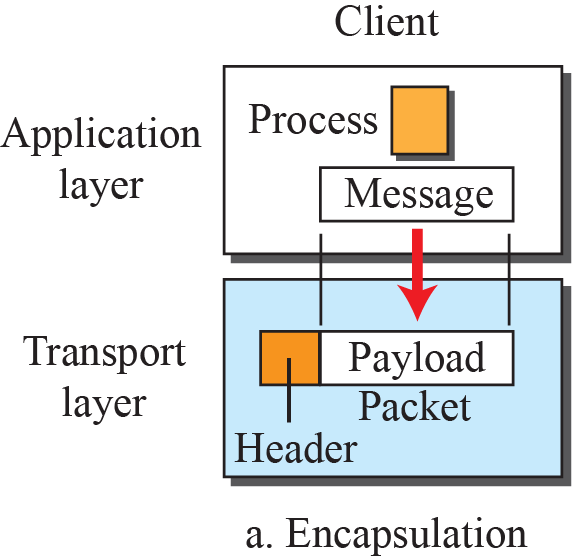 Client
Application
layer
Process
Message
Transport
layer
Payload
Packet
Header
a. Encapsulation